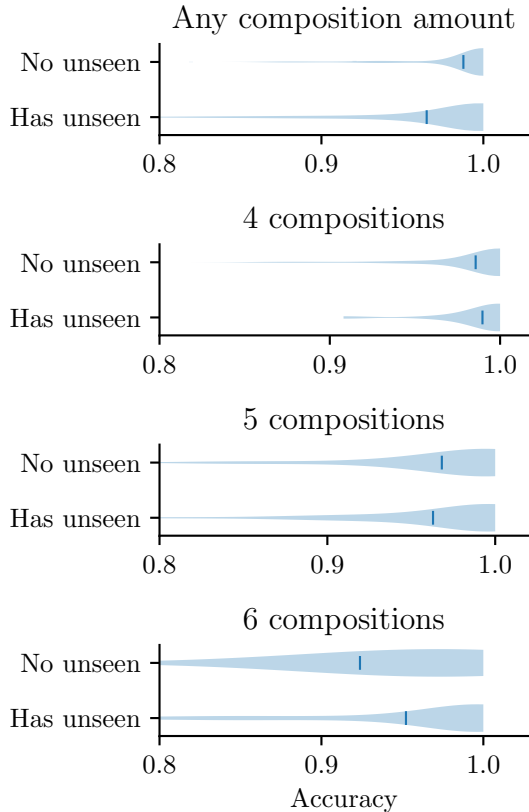 Any composition amount
No unseen
Has unseen
0.8 0.9 1.0
4 compositions
No unseen
Has unseen
0.8 0.9 1.0
5 compositions
No unseen
Has unseen
0.8 0.9 1.0
6 compositions
No unseen
Has unseen
0.8 0.9 1.0
Accuracy